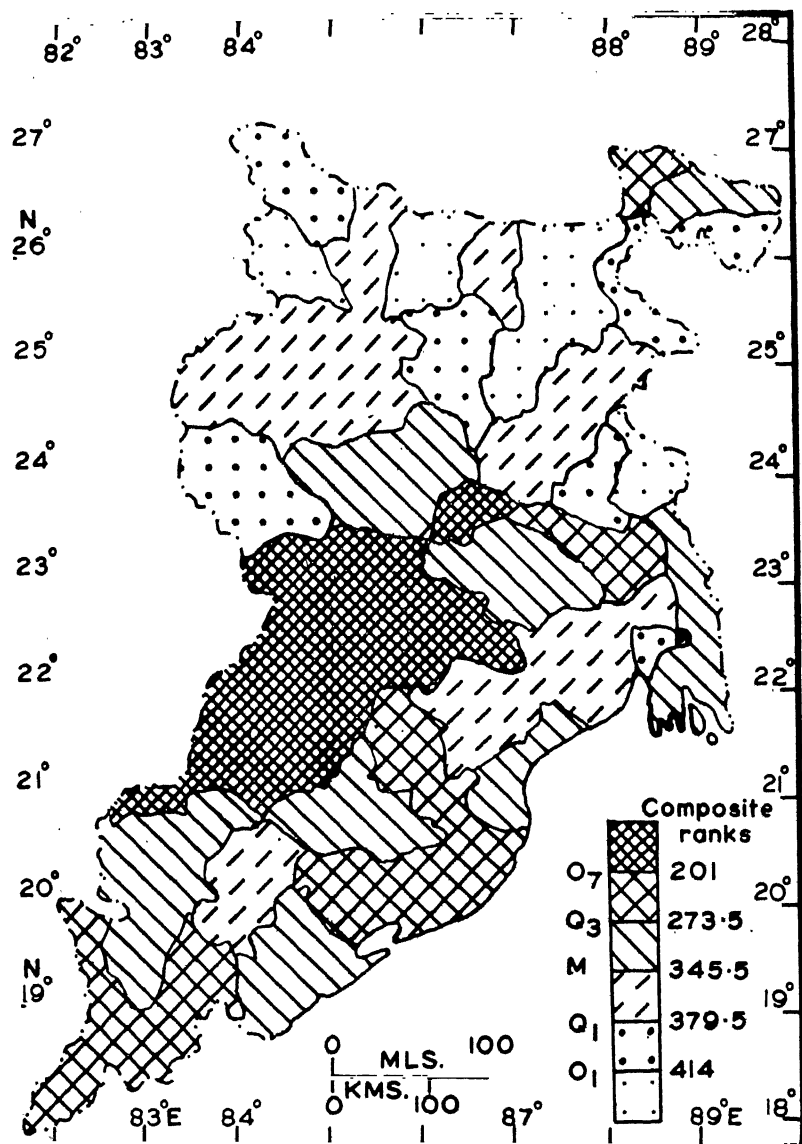 82° 83° 84° 88° 89° 28°
27° 27°
N
26°
25° 25°
24° 24°
23° 23°
22° 22°
21° 21°
Composite
ranks
O7 201
20° 20°
Q3 273·5
M 345·5
N
19° 19°
Q1 379·5
O1 414
0 100
MLS.
KMS.
0 100
82° 83°E 84° 87° 89°E 18°